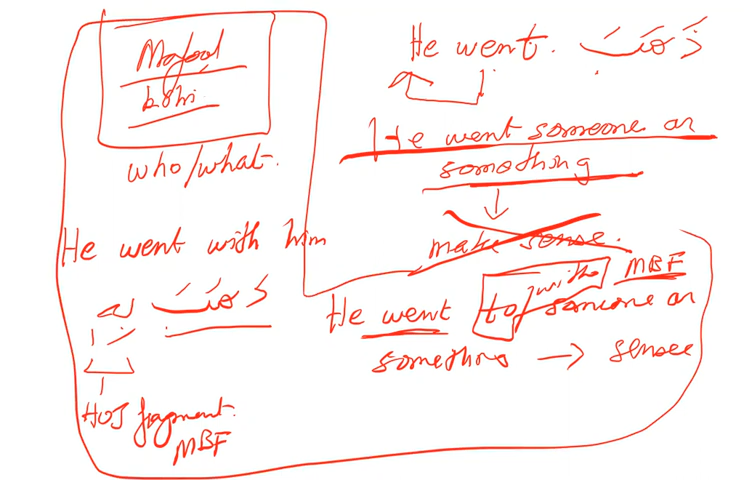 Mafool
bihi
who/what.
He went. ذَهَبَ
He went someone or
something
make sense.
He went with him
ذَهَبَ بِهِ
HOJ fragment.
MBF
He went to/with someone or MBF
something → sense